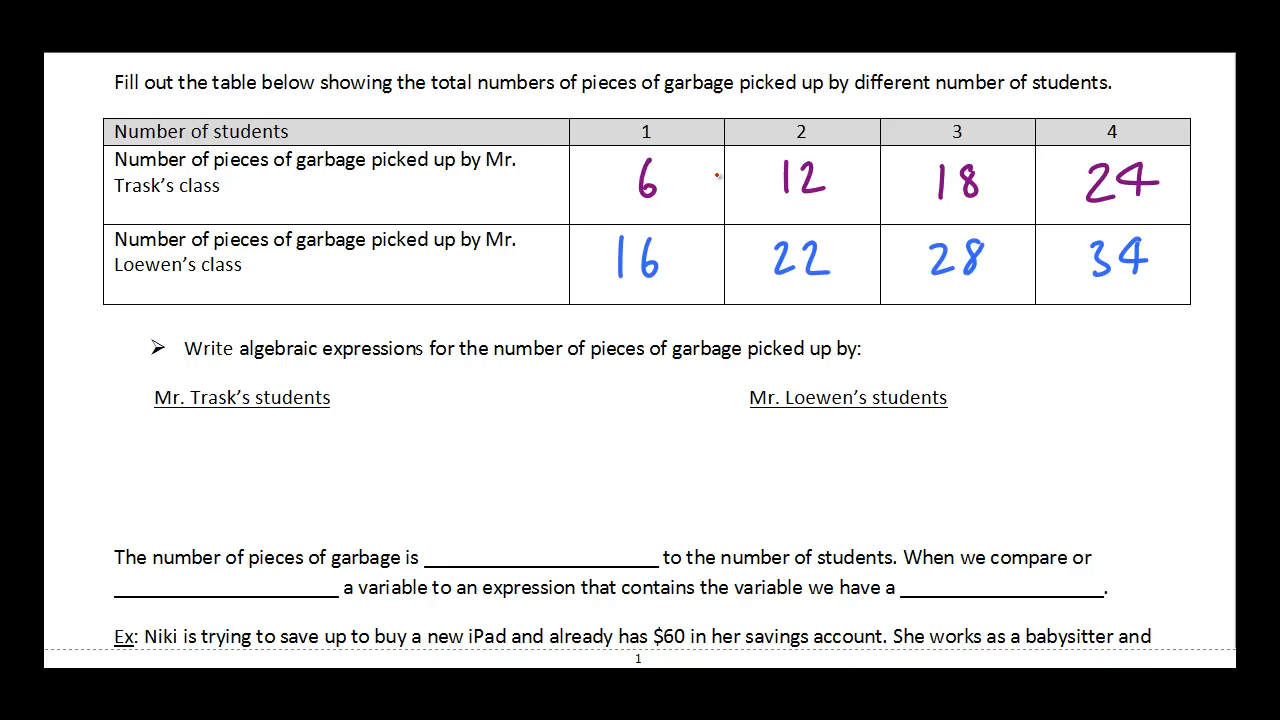 Fill out the table below showing the total numbers of pieces of garbage picked up by different number of students.
Number of students 1 2 3 4
Number of pieces of garbage picked up by Mr.
Trask's class 6 12 18 24
Number of pieces of garbage picked up by Mr.
Loewen's class 16 22 28 34
➢ Write algebraic expressions for the number of pieces of garbage picked up by:
Mr. Trask's students Mr. Loewen's students
The number of pieces of garbage is ______________________ to the number of students. When we compare or
_____________________ a variable to an expression that contains the variable we have a ___________________.
Ex: Niki is trying to save up to buy a new iPad and already has $60 in her savings account. She works as a babysitter and
1